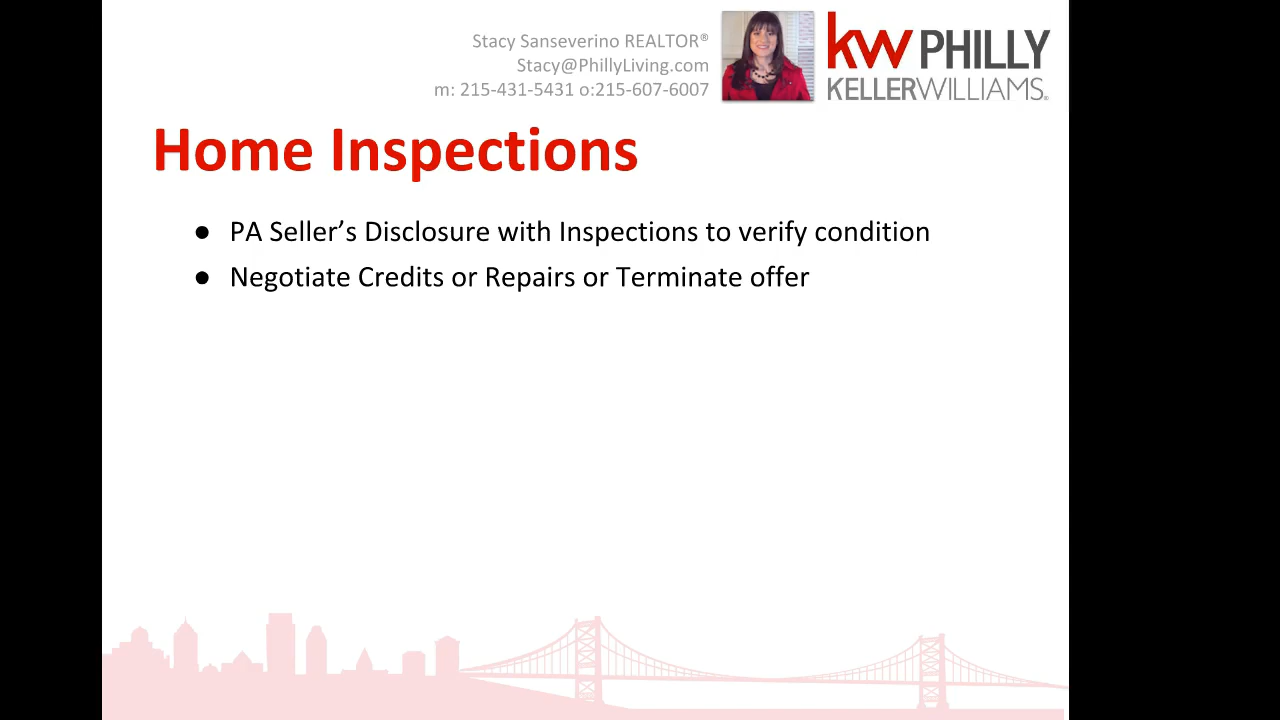 Stacy Sanseverino REALTOR®
Stacy@PhillyLiving.com
m: 215-431-5431 o:215-607-6007
kw PHILLY
KELLERWILLIAMS®
Home Inspections
● PA Seller’s Disclosure with Inspections to verify condition
● Negotiate Credits or Repairs or Terminate offer